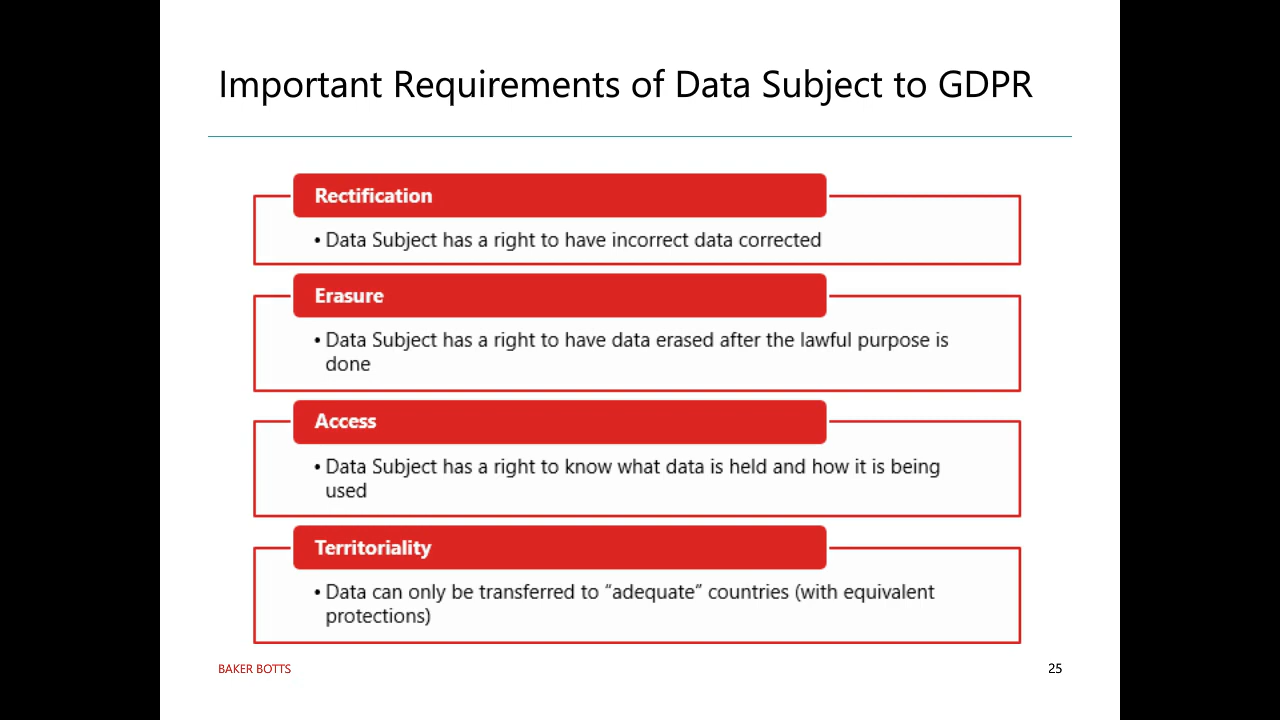 Important Requirements of Data Subject to GDPR
Rectification
• Data Subject has a right to have incorrect data corrected
Erasure
• Data Subject has a right to have data erased after the lawful purpose is
done
Access
• Data Subject has a right to know what data is held and how it is being
used
Territoriality
• Data can only be transferred to “adequate” countries (with equivalent
protections)
BAKER BOTTS
25